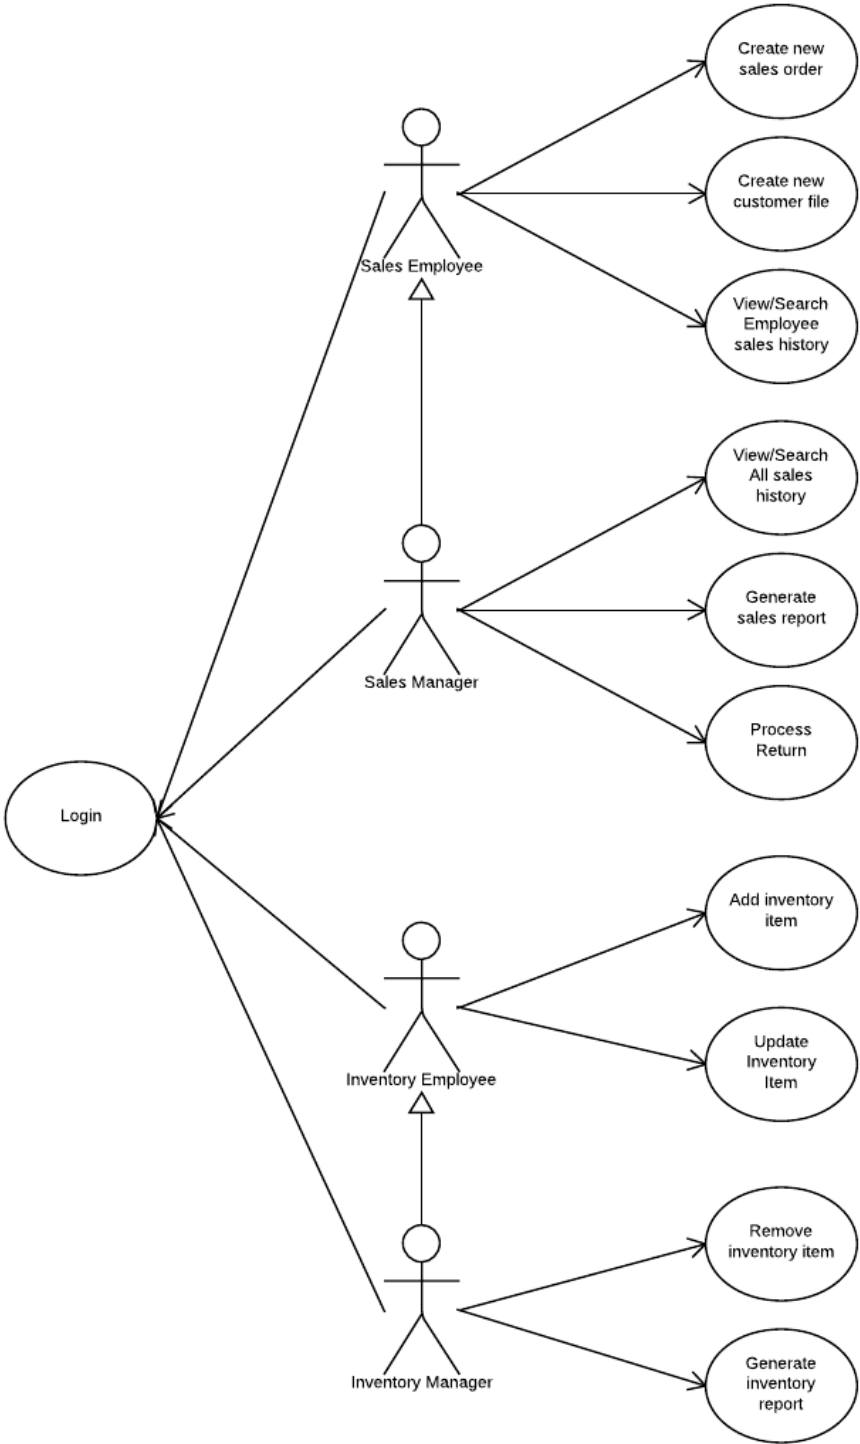 Create new
sales order
Create new
customer file
Sales Employee
View/Search
Employee
sales history
View/Search
All sales
history
Generate
sales report
Sales Manager
Process
Return
Login
Add inventory
item
Update
Inventory
Item
Inventory Employee
Remove
inventory item
Generate
inventory
report
Inventory Manager